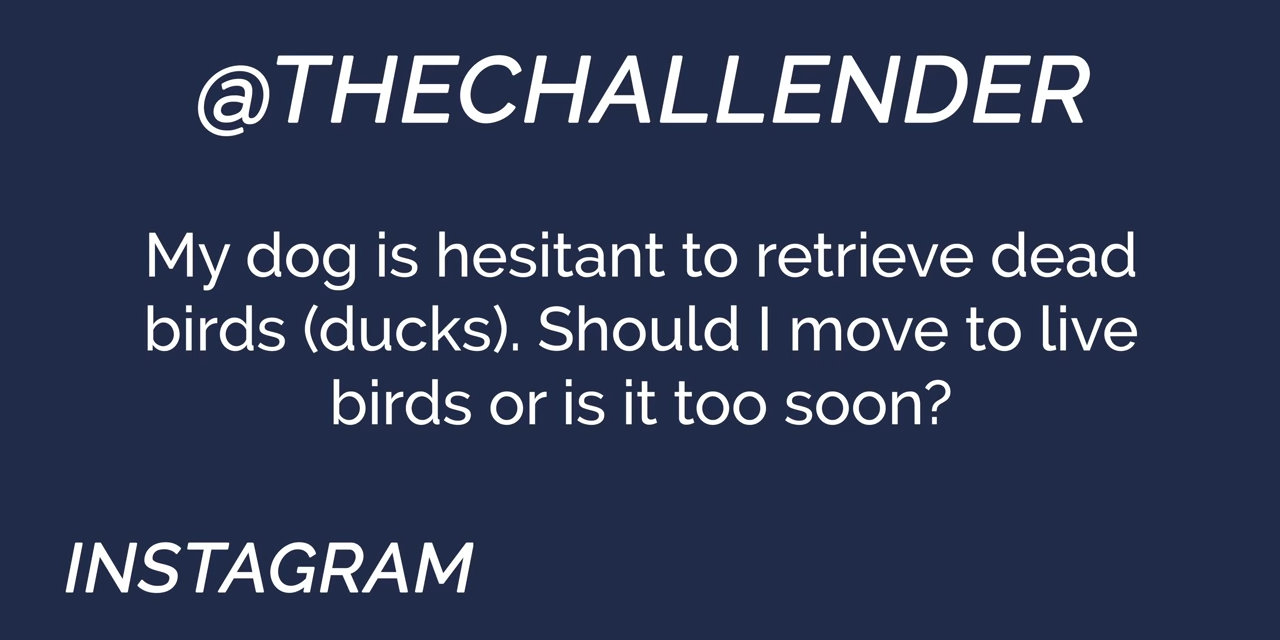 @THECHALLENDER
My dog is hesitant to retrieve dead
birds (ducks). Should I move to live
birds or is it too soon?
INSTAGRAM